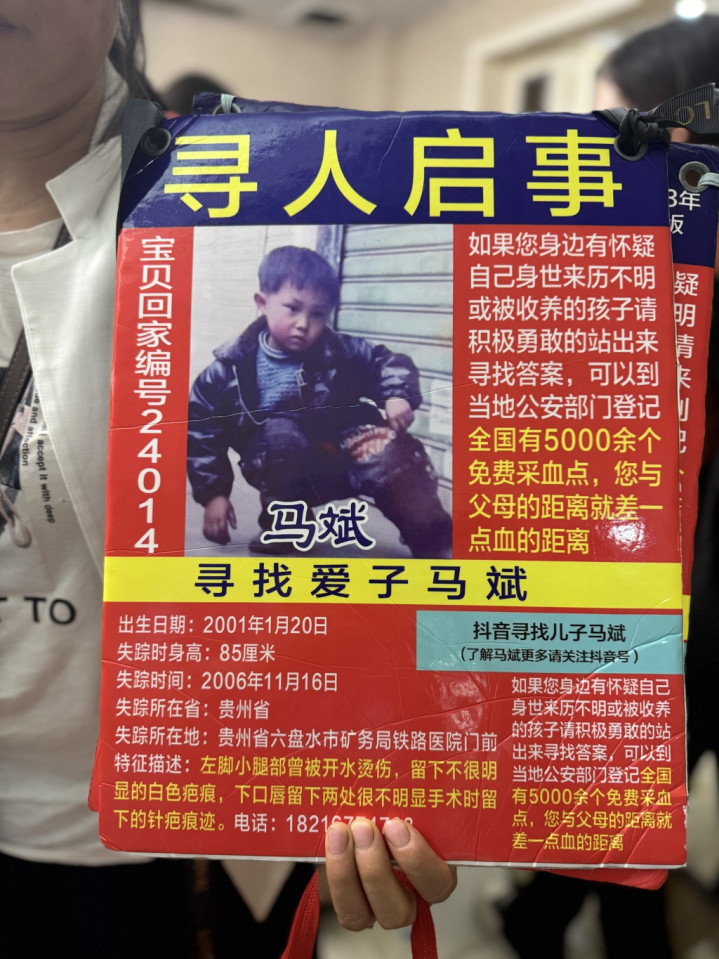 寻人启事
宝贝回家编号24014
如果您身边有怀疑
自己身世来历不明
或被收养的孩子请
积极勇敢的站出来
寻找答案，可以到
当地公安部门登记
全国有5000余个
免费采血点，您与
父母的距离就差一
点血的距离
马斌
寻找爱子马斌
出生日期：2001年1月20日
失踪时身高：85厘米
失踪时间：2006年11月16日
失踪所在省：贵州省
失踪所在地：贵州省六盘水市矿务局铁路医院门前
特征描述：左脚小腿部曾被开水烫伤，留下不很明
显的白色疤痕，下口唇留下两处很不明显手术时留
下的针疤痕迹。电话：
抖音寻找儿子马斌
（了解马斌更多请关注抖音号）
如果您身边有怀疑自己
身世来历不明或被收养
的孩子请积极勇敢的站
出来寻找答案，可以到
当地公安部门登记全国
有5000余个免费采血
点，您与父母的距离就
差一点血的距离
年
版
疑
明
请
来
到
accept it with deep
and affection
TO
LO